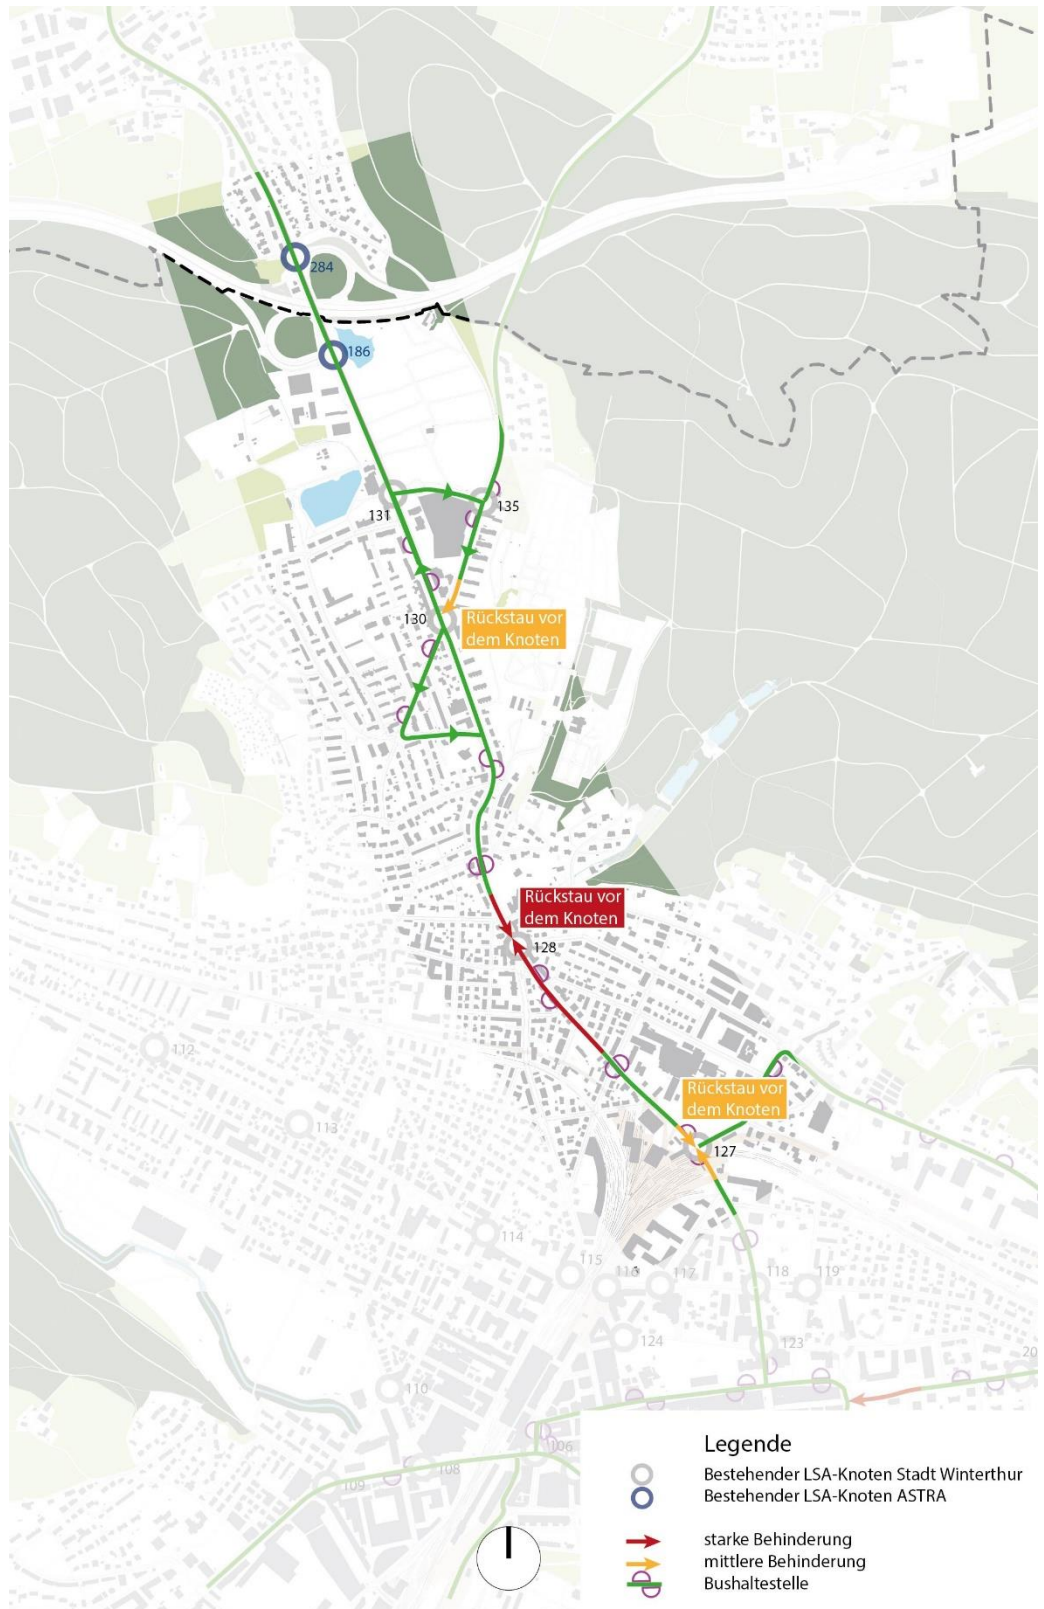 284
186
135
131
130
Rückstau vor
dem Knoten
Rückstau vor
dem Knoten
128
112
Rückstau vor
dem Knoten
113
127
114
115
116
117
118
119
124
123
20
110
106
108
109
Legende
Bestehender LSA-Knoten Stadt Winterthur
Bestehender LSA-Knoten ASTRA
starke Behinderung
mittlere Behinderung
Bushaltestelle